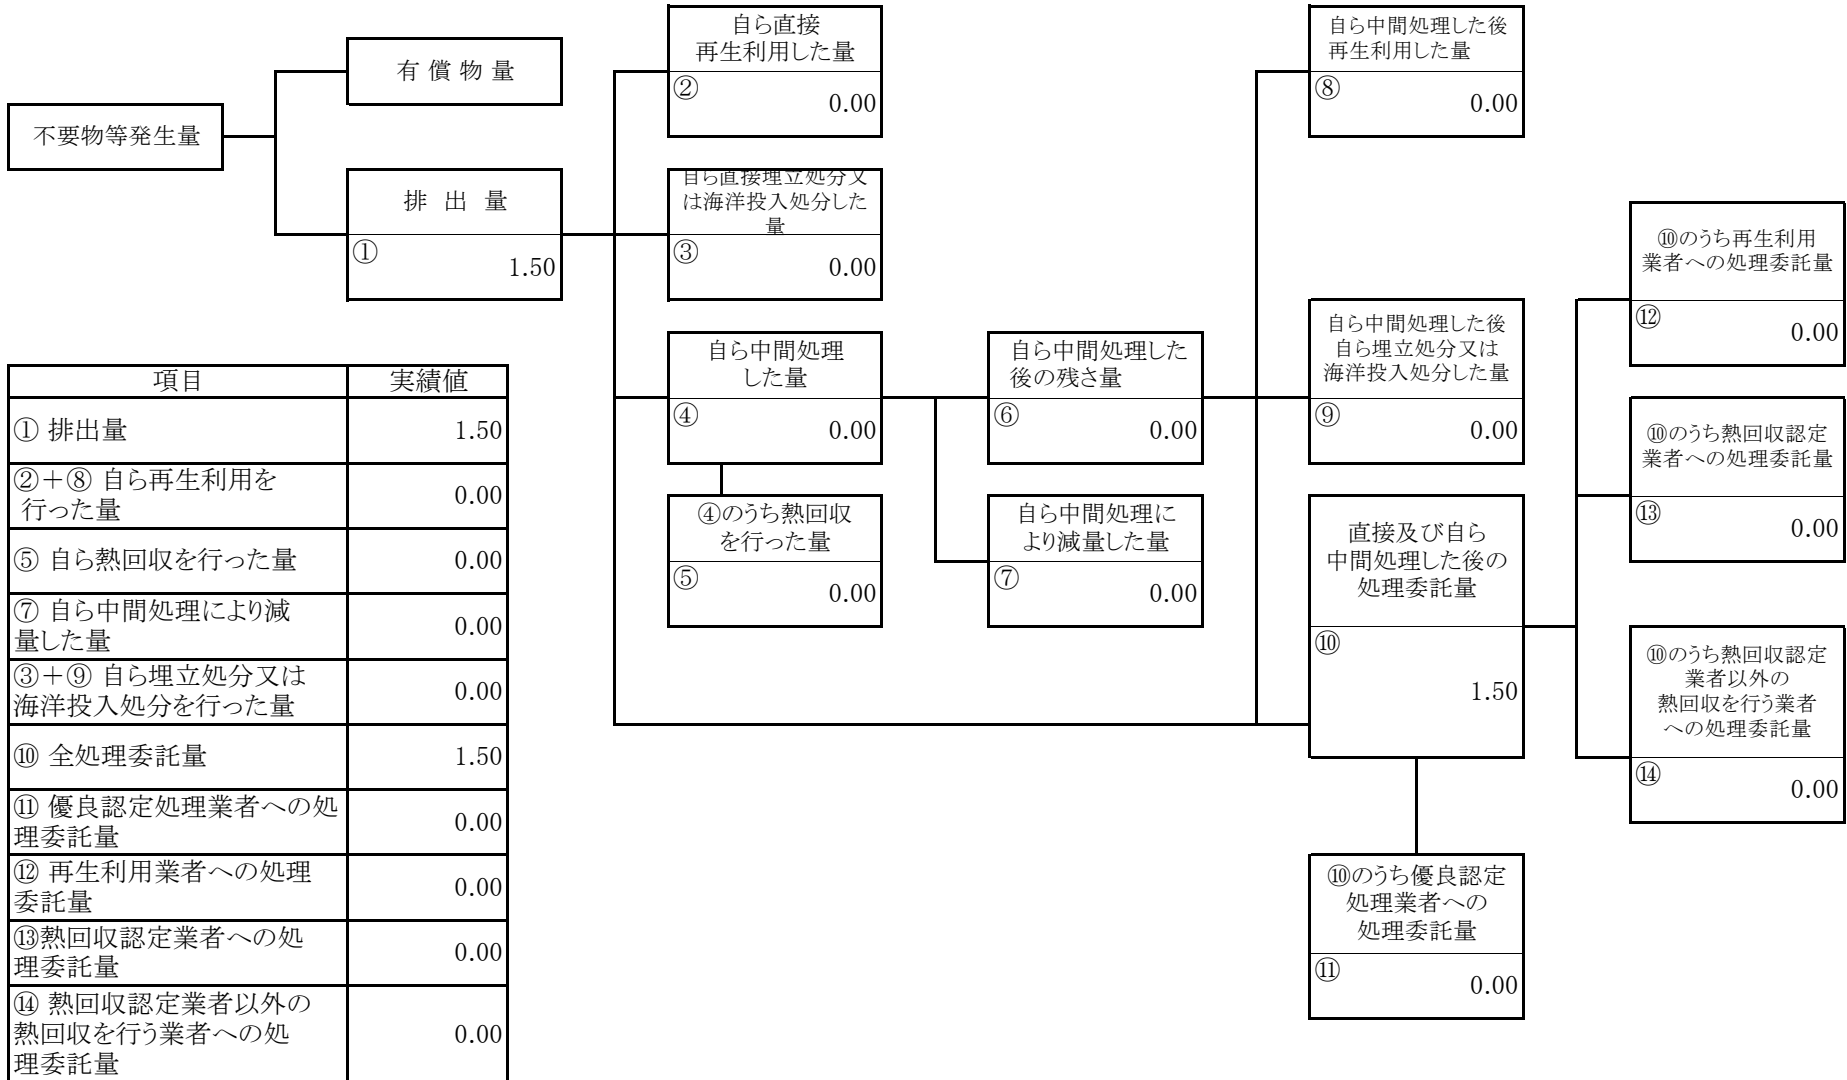 不要物等発生量
有 償 物 量
排 出 量
①
1.50
自ら直接
再生利用した量
②
0.00
自ら直接埋立処分又
は海洋投入処分した
量
③
0.00
自ら中間処理
した量
④
0.00
④のうち熱回収
を行った量
⑤
0.00
自ら中間処理した
後の残さ量
⑥
0.00
自ら中間処理に
より減量した量
⑦
0.00
自ら中間処理した後
再生利用した量
⑧
0.00
自ら中間処理した後
自ら埋立処分又は
海洋投入処分した量
⑨
0.00
直接及び自ら
中間処理した後の
処理委託量
⑩
1.50
⑩のうち優良認定
処理業者への
処理委託量
⑪
0.00
⑩のうち再生利用
業者への処理委託量
⑫
0.00
⑩のうち熱回収認定
業者への処理委託量
⑬
0.00
⑩のうち熱回収認定
業者以外の
熱回収を行う業者
への処理委託量
⑭
0.00
項目 実績値
① 排出量 1.50
②＋⑧ 自ら再生利用を
行った量
0.00
⑤ 自ら熱回収を行った量 0.00
⑦ 自ら中間処理により減
量した量
0.00
③＋⑨ 自ら埋立処分又は
海洋投入処分を行った量
0.00
⑩ 全処理委託量 1.50
⑪ 優良認定処理業者への処
理委託量
0.00
⑫ 再生利用業者への処理
委託量
0.00
⑬熱回収認定業者への処
理委託量
0.00
⑭ 熱回収認定業者以外の
熱回収を行う業者への処
理委託量
0.00